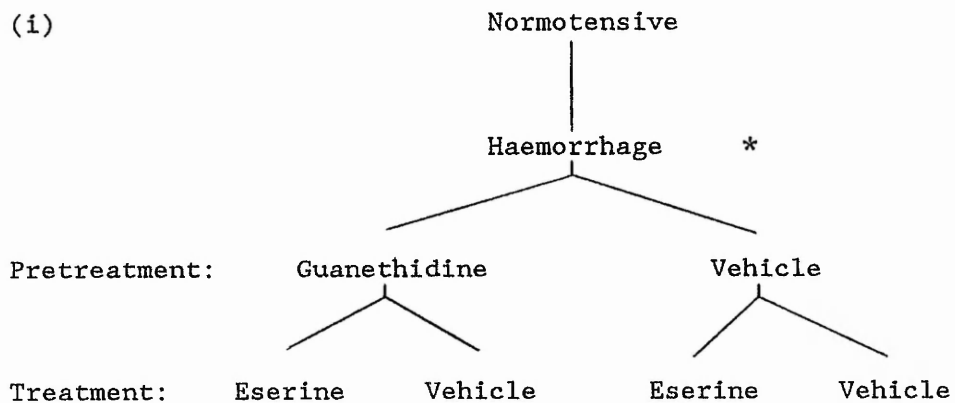 (i) Normotensive
Haemorrhage *
Pretreatment: Guanethidine Vehicle
Treatment: Eserine Vehicle Eserine Vehicle